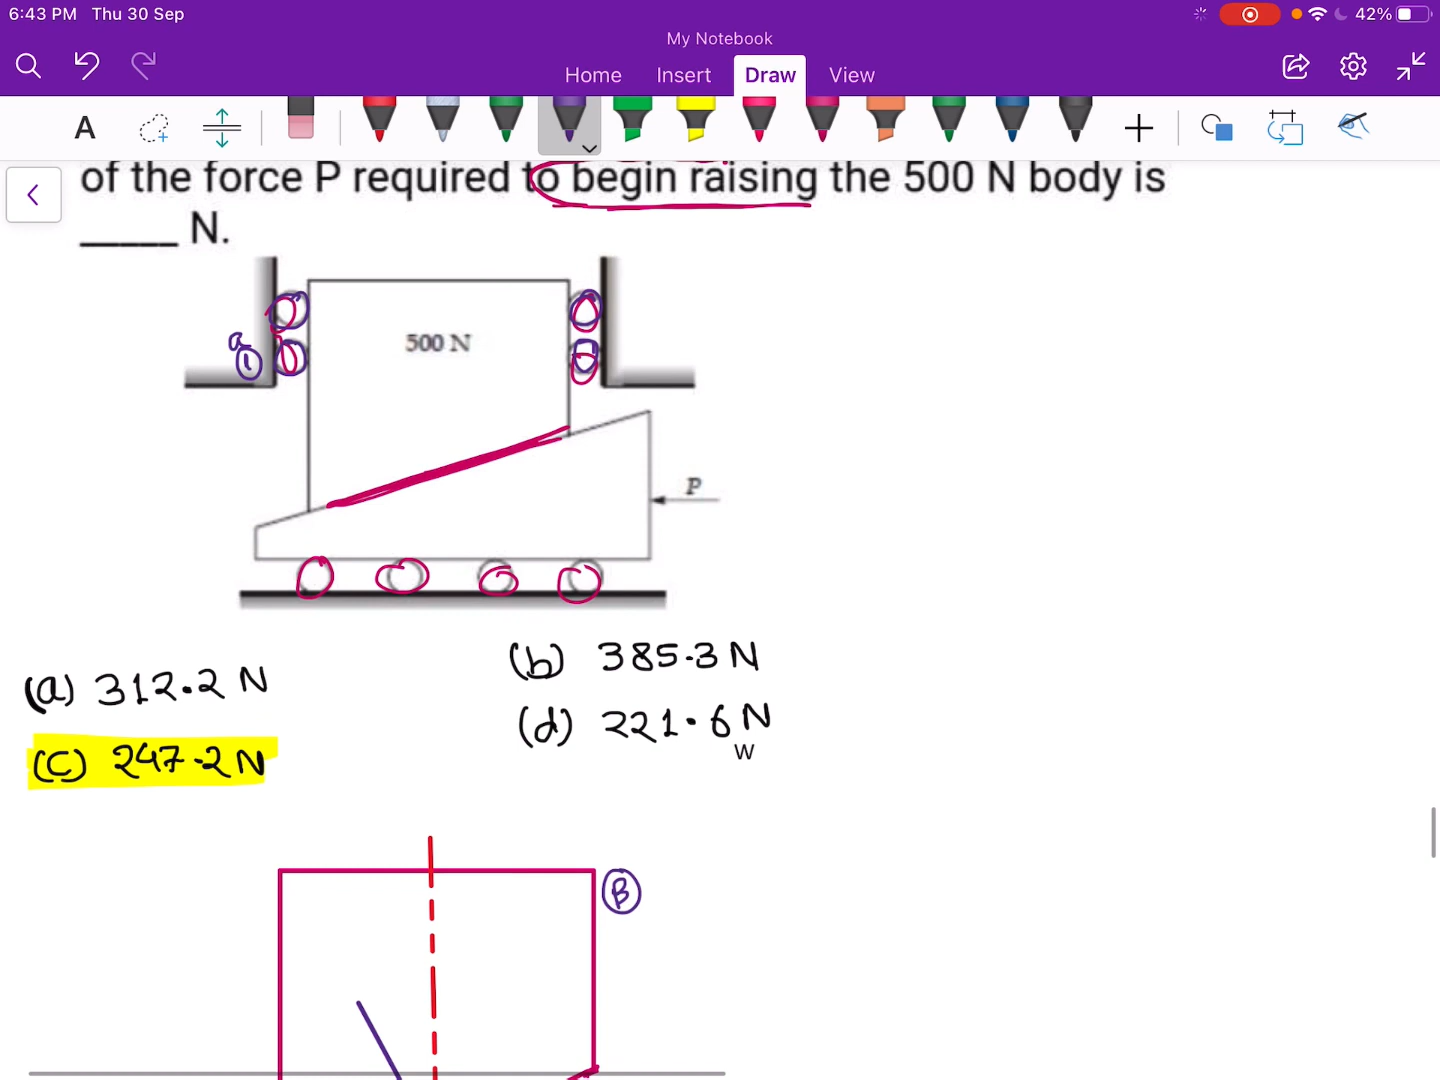 6:43 PM Thu 30 Sep
42%
My Notebook
Home Insert Draw View
A
of the force P required to begin raising the 500 N body is
_____ N.
500 N
a
1
P
(a) 312.2 N
(b) 385.3 N
(c) 247.2 N
(d) 221.6 N
W
B